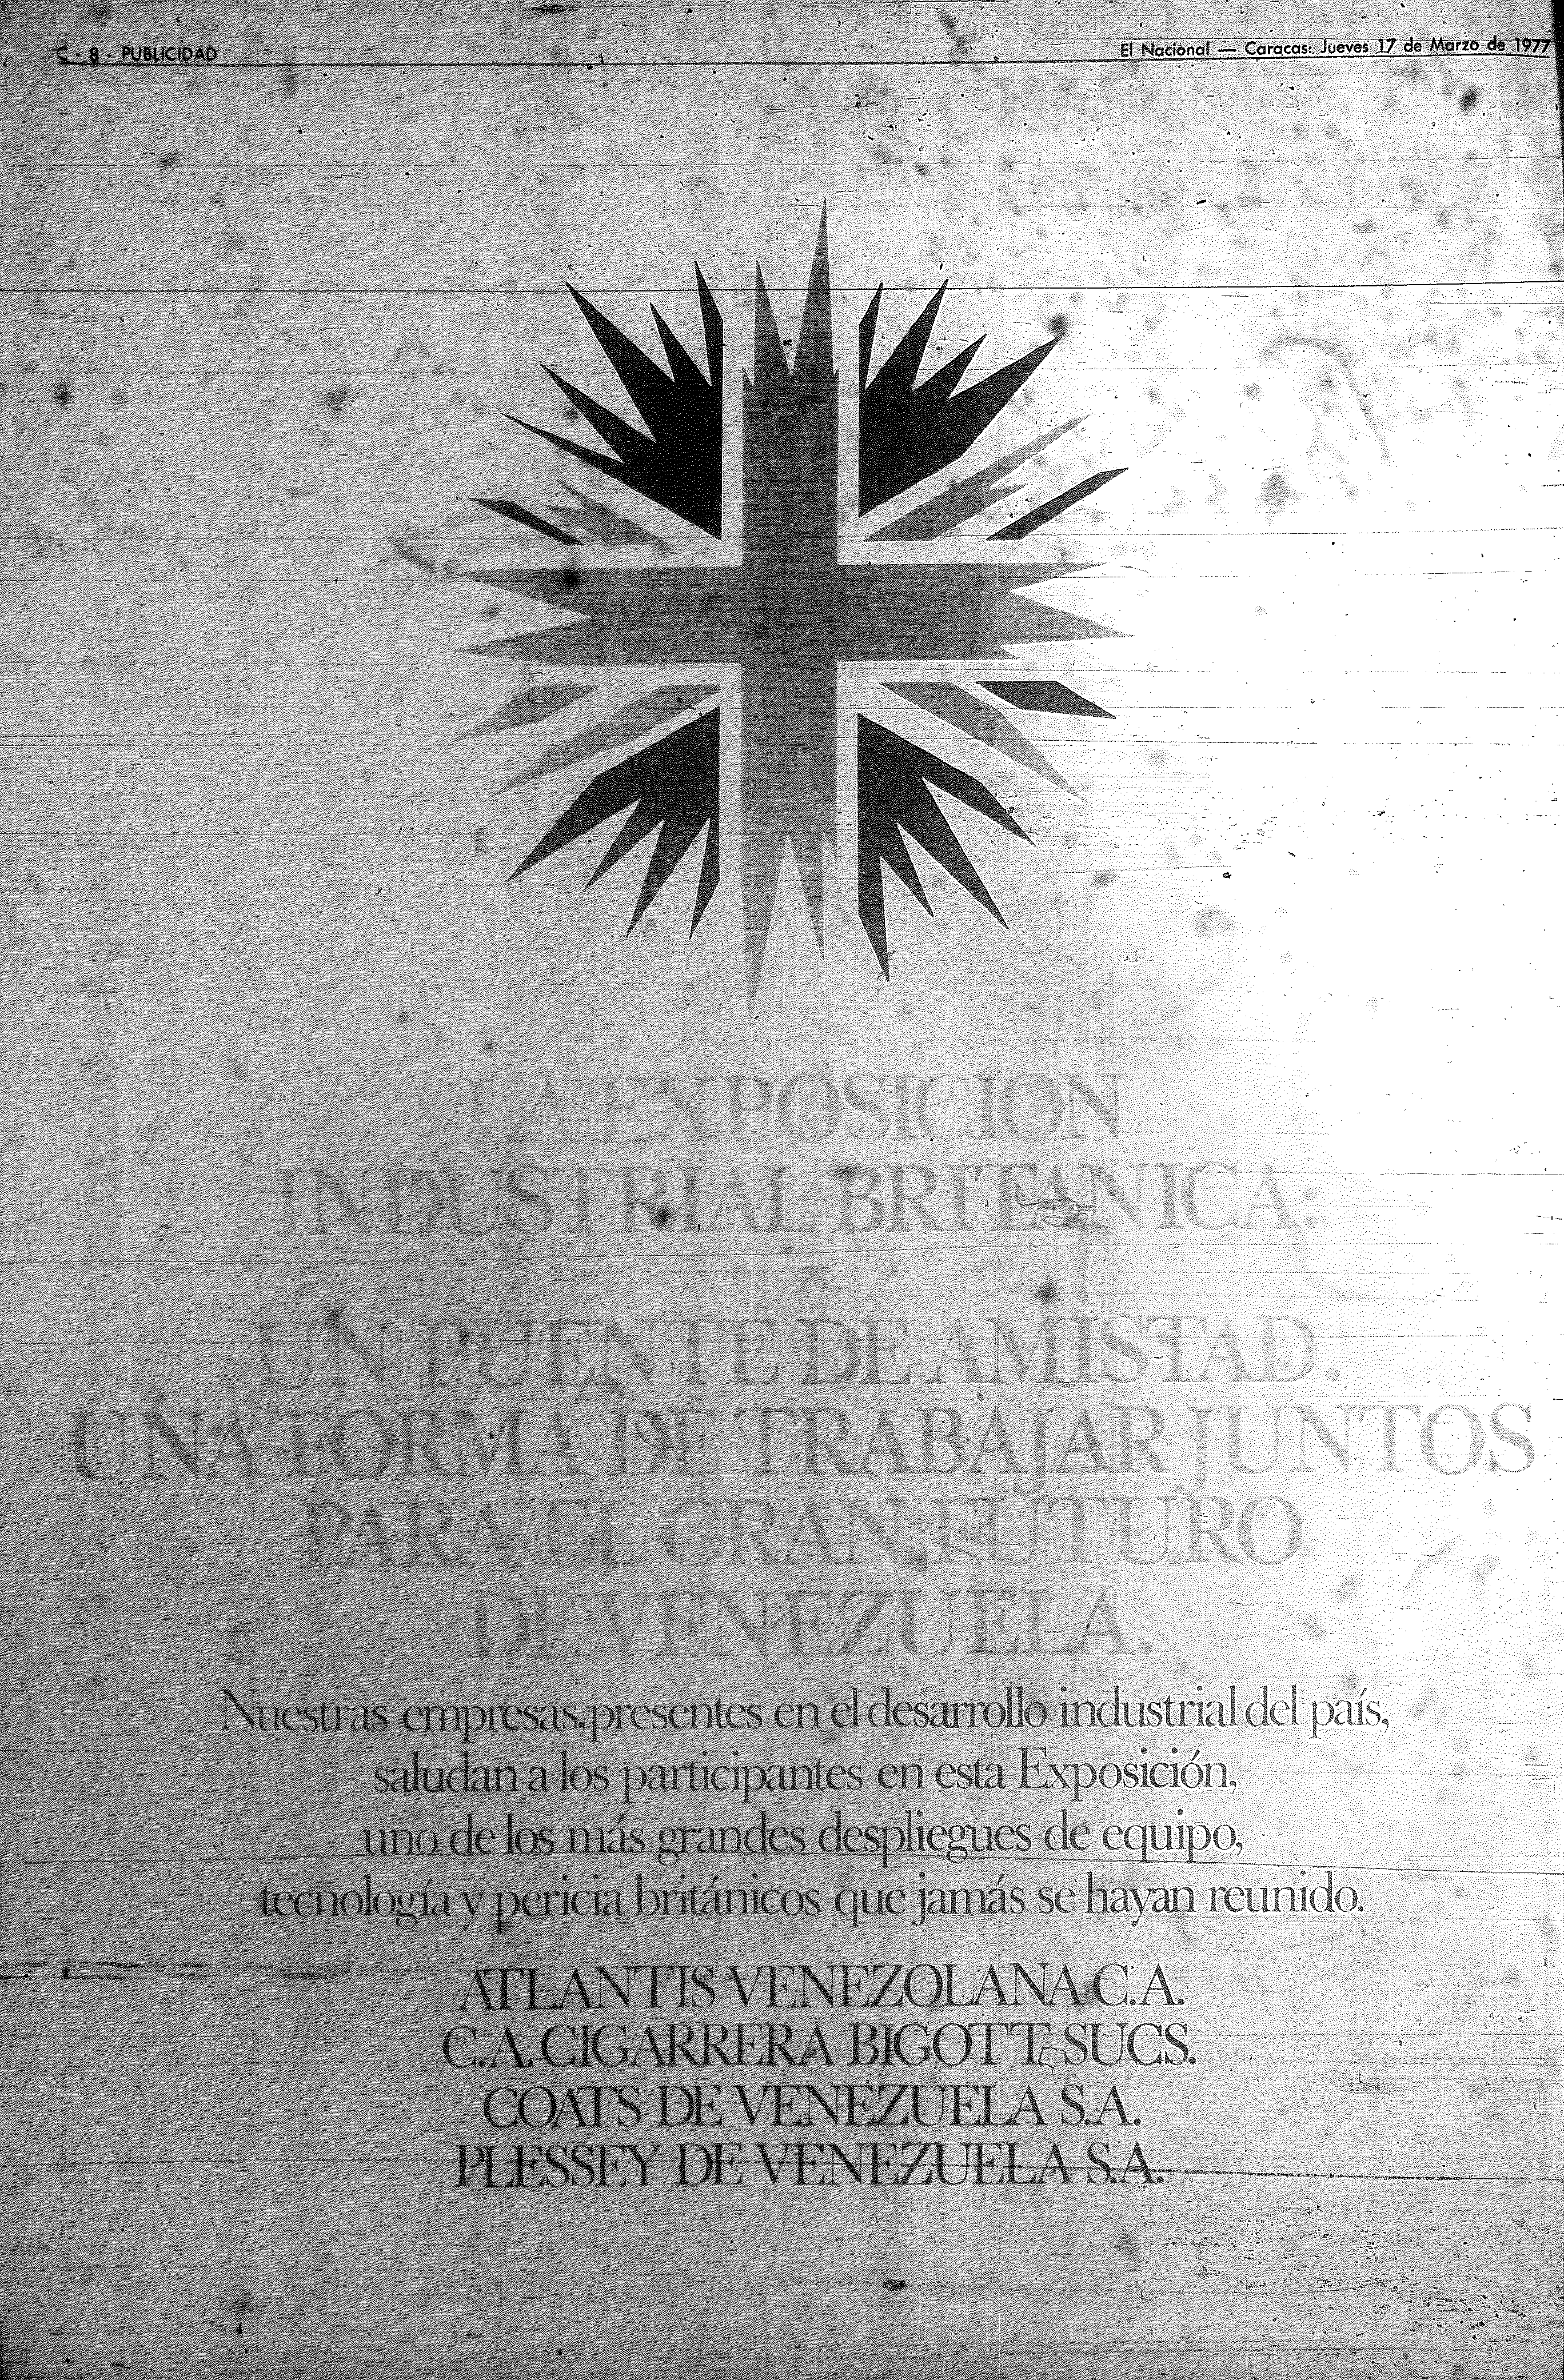 C - 8 - PUBLICIDAD
El Nacional — Caracas: Jueves 17 de Marzo de 1977
LA EXPOSICION
INDUSTRIAL BRITANICA:
UN PUENTE DE AMISTAD.
UNA FORMA DE TRABAJAR JUNTOS
PARA EL GRAN FUTURO
DE VENEZUELA.
Nuestras empresas, presentes en el desarrollo industrial del país,
saludan a los participantes en esta Exposición,
uno de los más grandes despliegues de equipo,
tecnología y pericia británicos que jamás se hayan reunido.
ATLANTIS VENEZOLANA C.A.
C.A. CIGARRERA BIGOTT SUCS.
COATS DE VENEZUELA S.A.
PLESSEY DE VENEZUELA S.A.